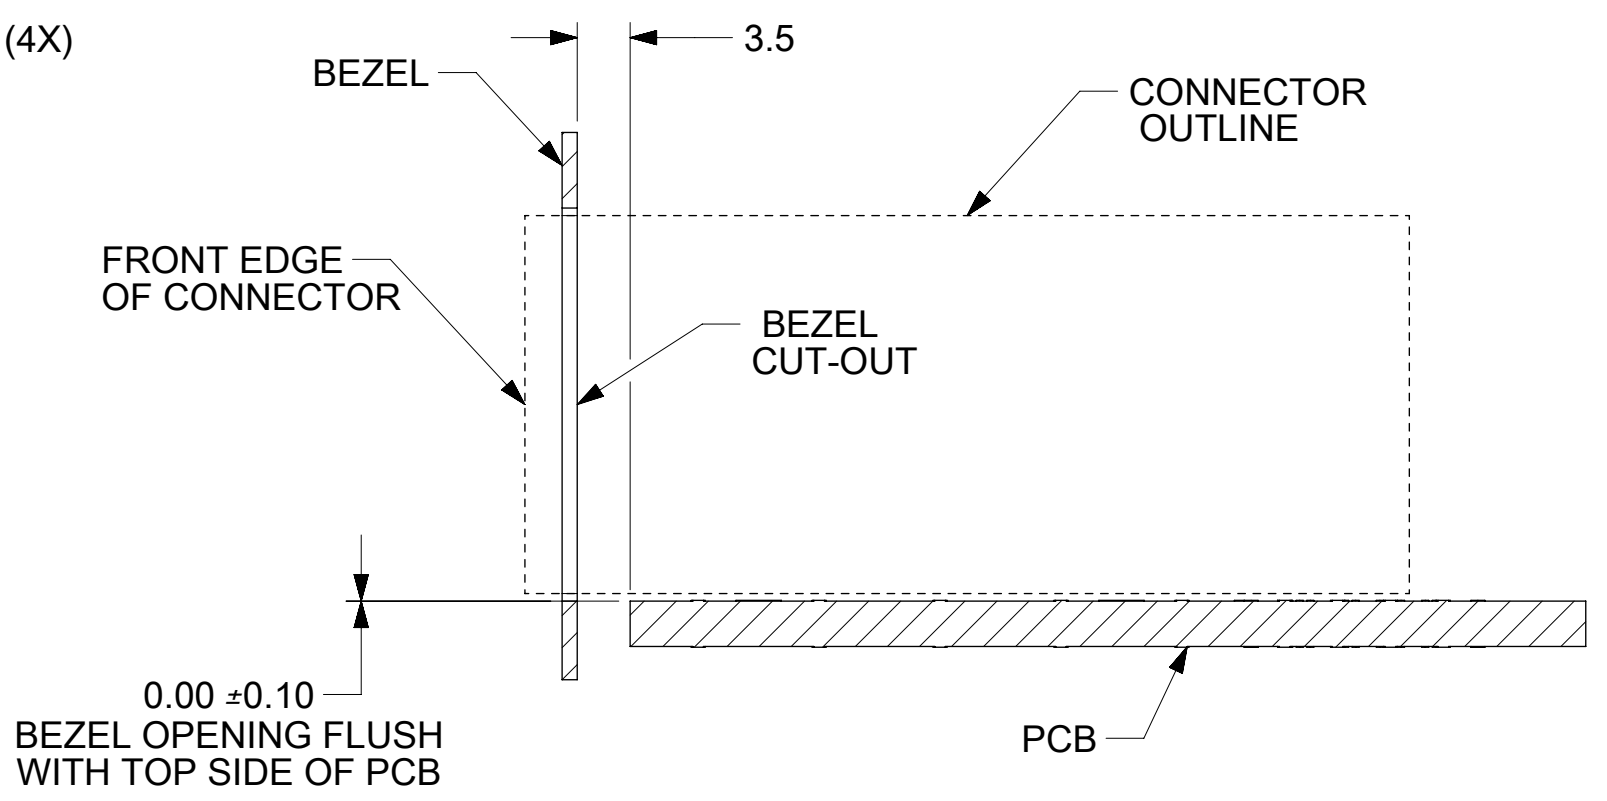 (4X)
3.5
BEZEL
CONNECTOR
OUTLINE
FRONT EDGE
OF CONNECTOR
BEZEL
CUT-OUT
0.00 ±0.10
BEZEL OPENING FLUSH
WITH TOP SIDE OF PCB
PCB